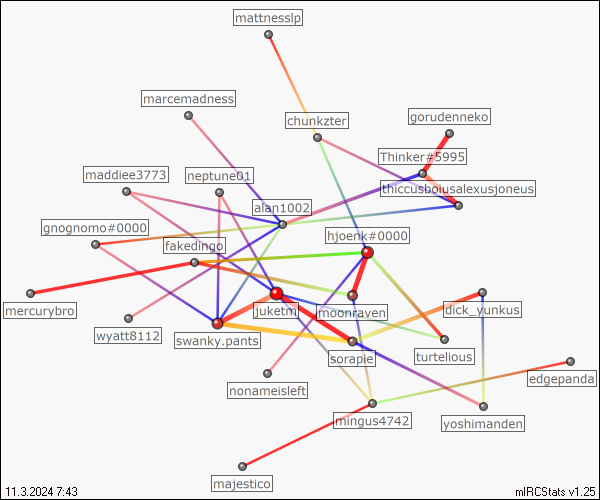 mattnesslp
marcemadness
gorudenneko
chunkzter
Thinker#5995
maddiee3773
neptune01
thiccusboiusalexusjoneus
alan1002
gnognomo#0000
hjoenk#0000
fakedingo
mercurybro
juketm
moonraven
dick_yunkus
wyatt8112
swanky.pants
sorapie
turtelious
edgepanda
nonameisleft
mingus4742
yoshimanden
majestico
11.3.2024 7:43
mIRCStats v1.25